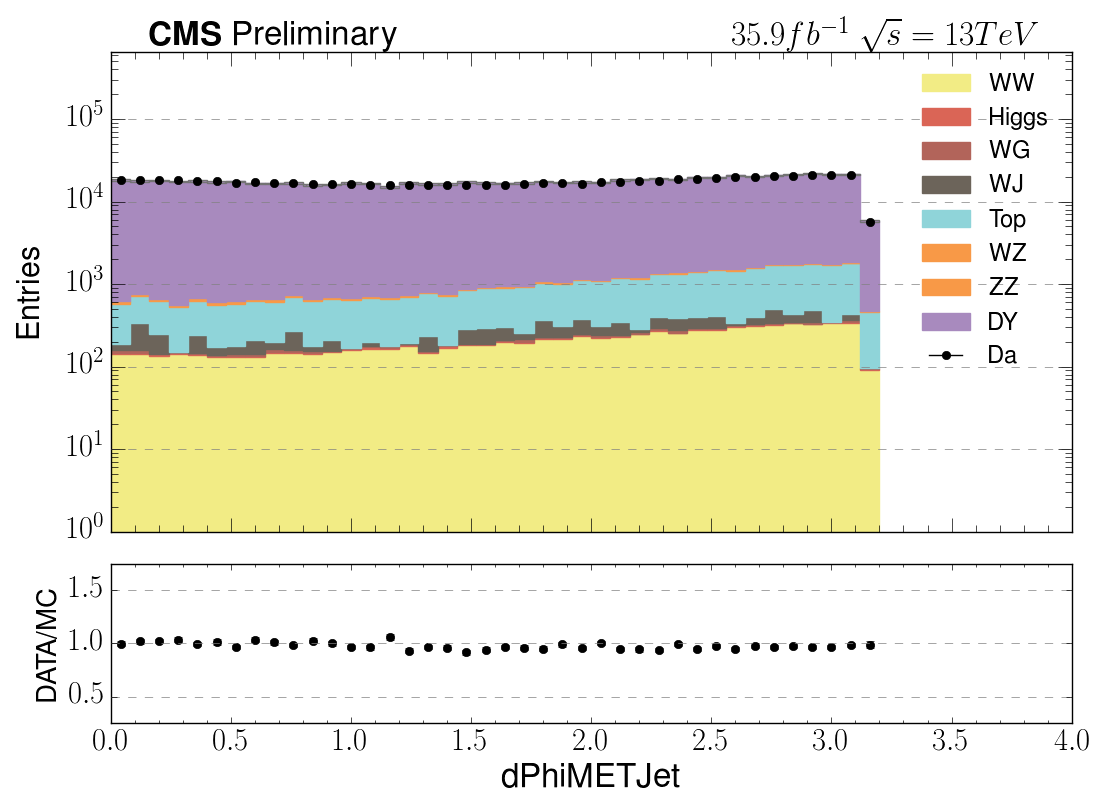 CMS Preliminary 35.9fb⁻¹ √s = 13TeV
WW
Higgs
WG
WJ
Top
WZ
ZZ
DY
Da
Entries
10⁵
10⁴
10³
10²
10¹
10⁰
DATA/MC
1.5
1.0
0.5
0.0 0.5 1.0 1.5 2.0 2.5 3.0 3.5 4.0
dPhiMETJet